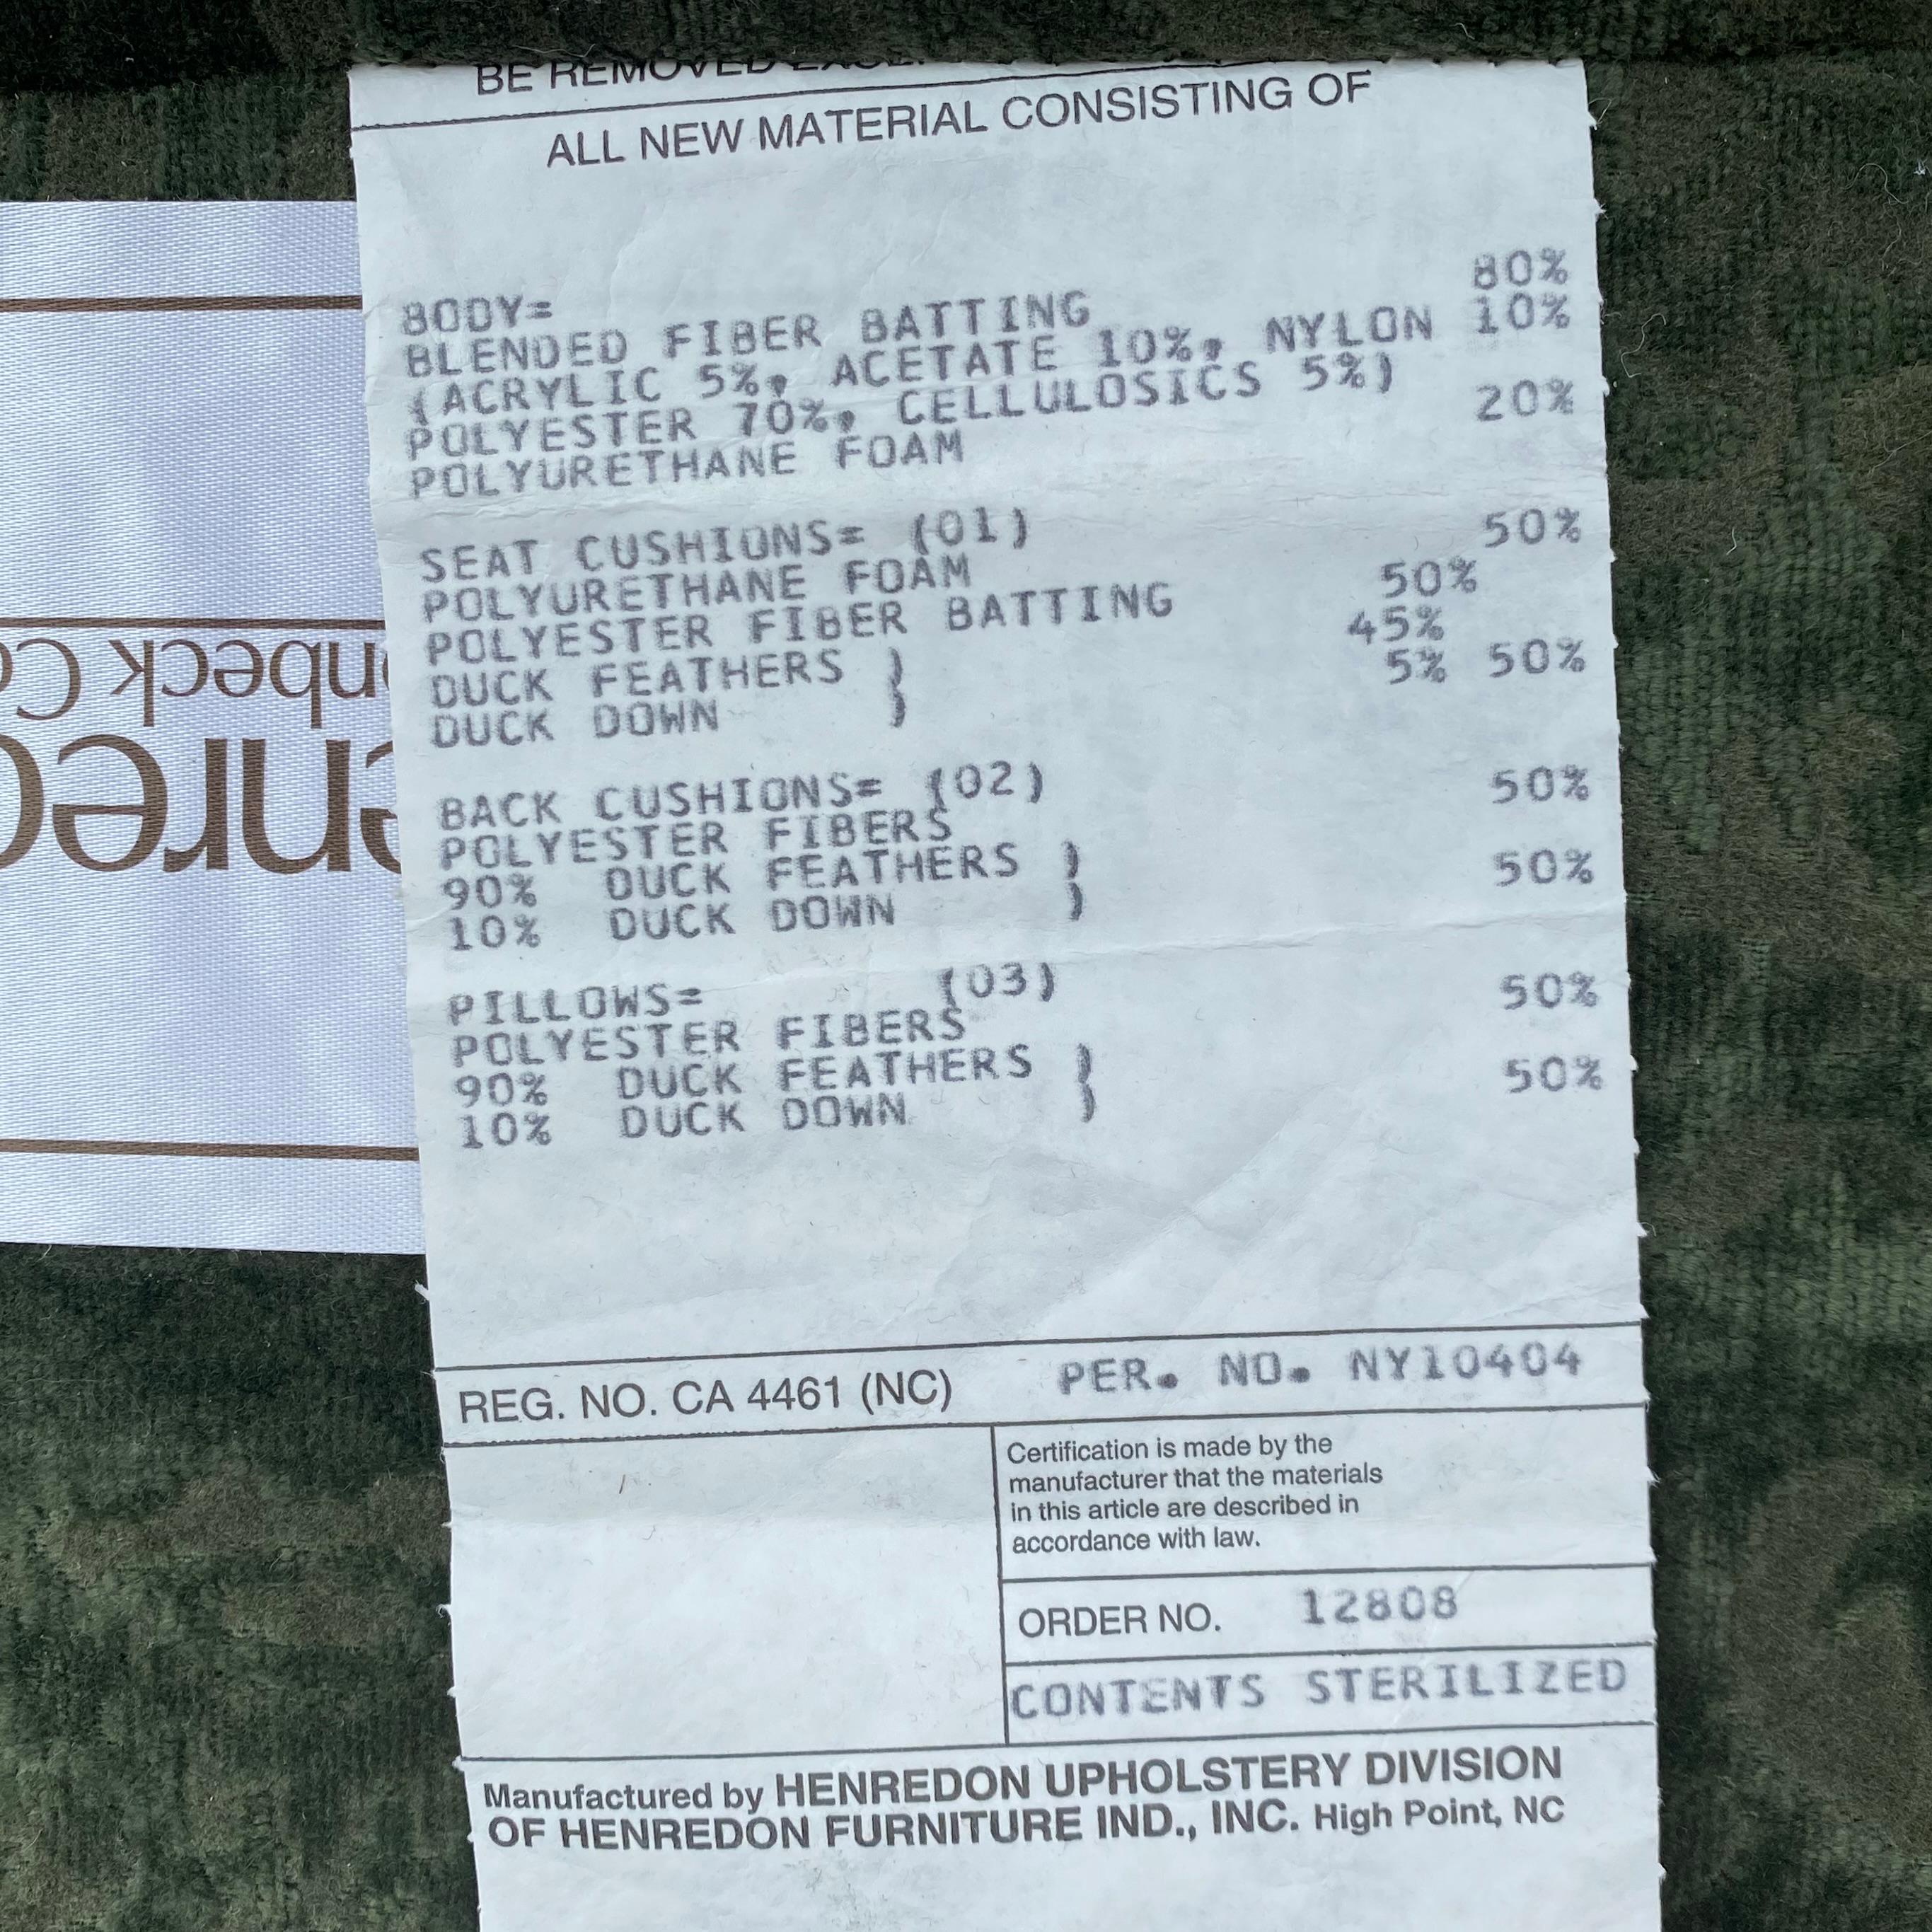 BE REMOVED
ALL NEW MATERIAL CONSISTING OF
BODY=
BLENDED FIBER BATTING 80%
(ACRYLIC 5%, ACETATE 10%, NYLON 10%
POLYESTER 70%, CELLULOSICS 5%)
POLYURETHANE FOAM 20%
SEAT CUSHIONS= (01)
POLYURETHANE FOAM 50%
POLYESTER FIBER BATTING 50%
DUCK FEATHERS } 45%
DUCK DOWN } 5% 50%
BACK CUSHIONS= (02)
POLYESTER FIBERS 50%
90% DUCK FEATHERS }
10% DUCK DOWN } 50%
PILLOWS= (03)
POLYESTER FIBERS 50%
90% DUCK FEATHERS }
10% DUCK DOWN } 50%
REG. NO. CA 4461 (NC) PER. NO. NY10404
Certification is made by the
manufacturer that the materials
in this article are described in
accordance with law.
ORDER NO. 12808
CONTENTS STERILIZED
Manufactured by HENREDON UPHOLSTERY DIVISION
OF HENREDON FURNITURE IND., INC. High Point, NC
enred
nbeck C